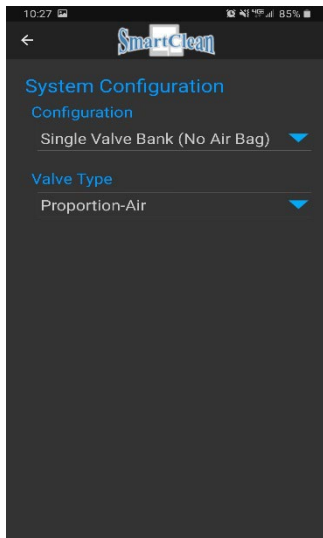 10:27 85%
SmartClean
System Configuration
Configuration
Single Valve Bank (No Air Bag)
Valve Type
Proportion-Air